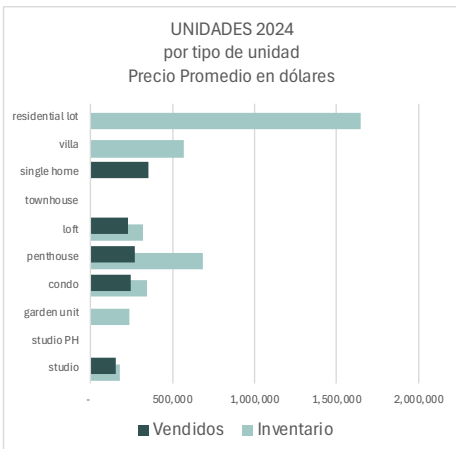 UNIDADES 2024
por tipo de unidad
Precio Promedio en dólares
residential lot
villa
single home
townhouse
loft
penthouse
condo
garden unit
studio PH
studio
- 500,000 1,000,000 1,500,000 2,000,000
Vendidos Inventario